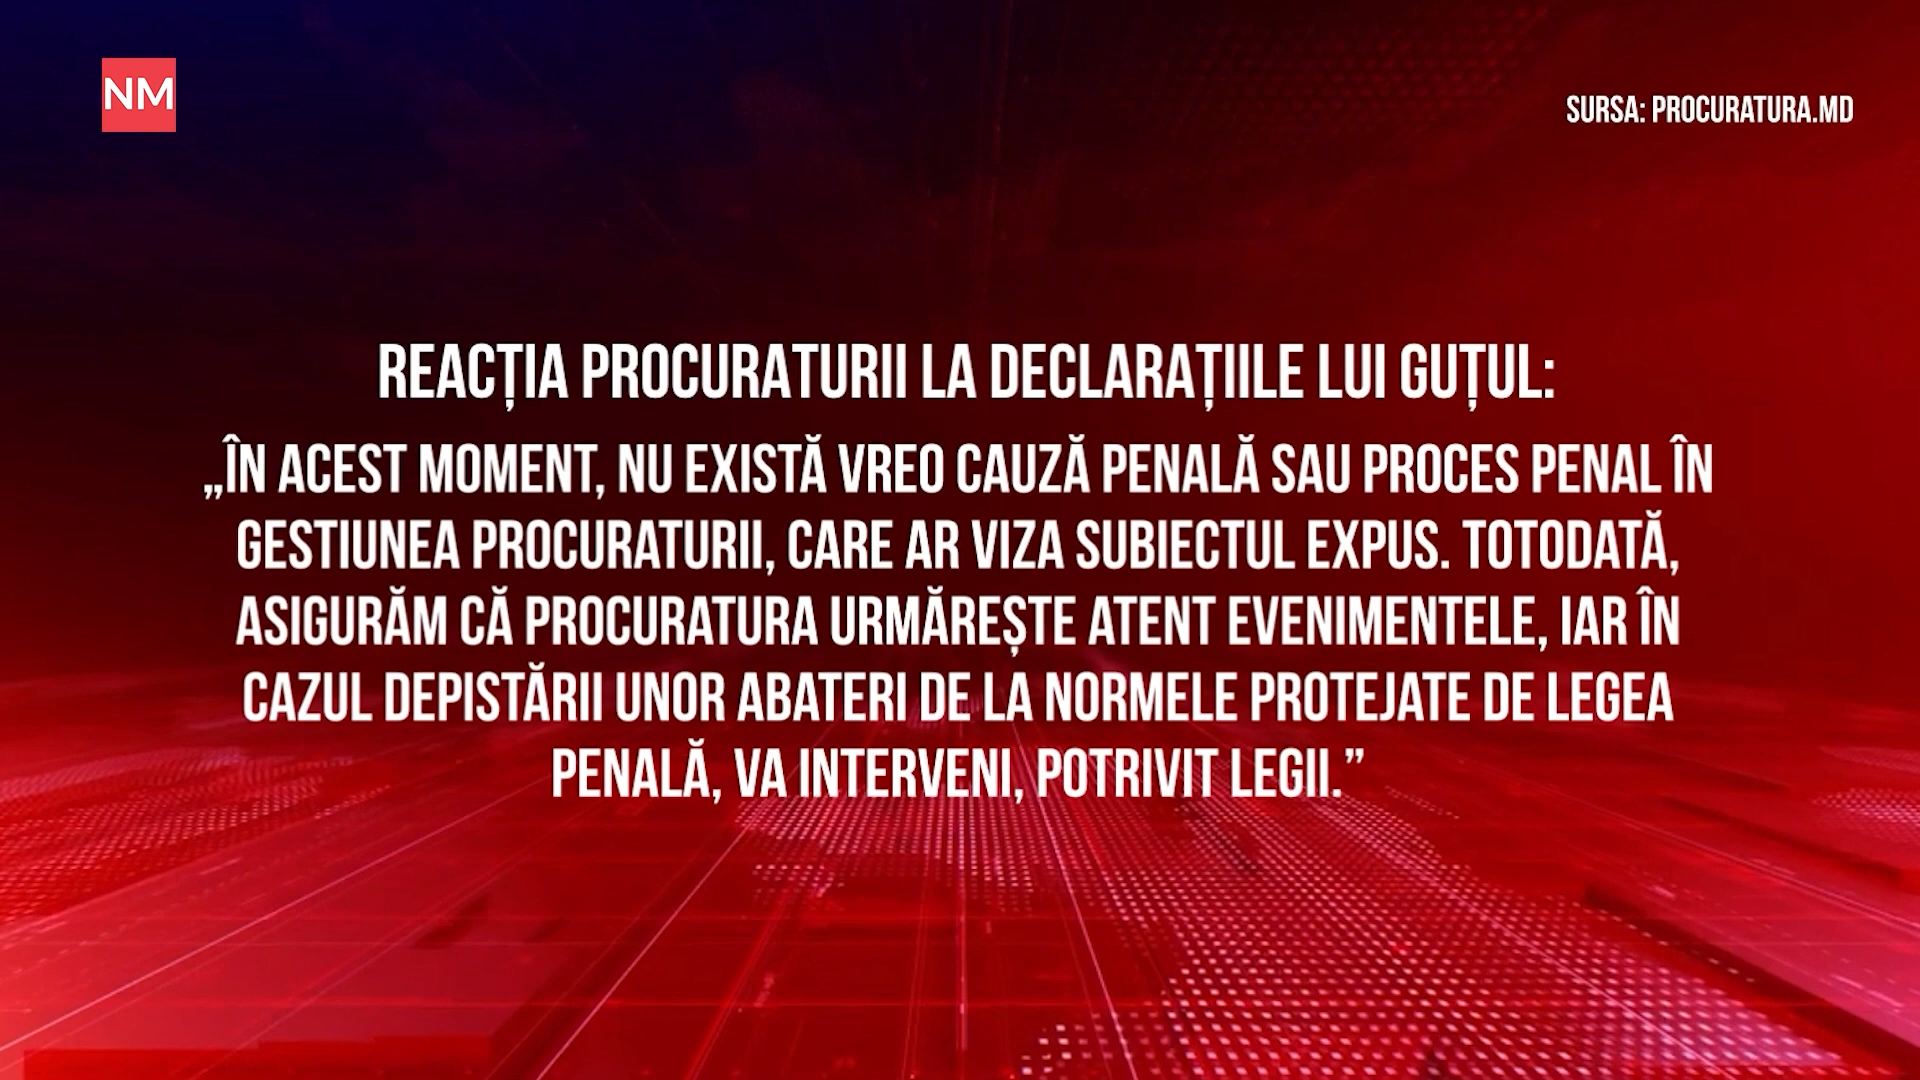 NM
SURSA: PROCURATURA.MD
REACȚIA PROCURATURII LA DECLARAȚIILE LUI GUȚUL:
„ÎN ACEST MOMENT, NU EXISTĂ VREO CAUZĂ PENALĂ SAU PROCES PENAL ÎN
GESTIUNEA PROCURATURII, CARE AR VIZA SUBIECTUL EXPUS. TOTODATĂ,
ASIGURĂM CĂ PROCURATURA URMĂREȘTE ATENT EVENIMENTELE, IAR ÎN
CAZUL DEPISTĂRII UNOR ABATERI DE LA NORMELE PROTEJATE DE LEGEA
PENALĂ, VA INTERVENI, POTRIVIT LEGII.”